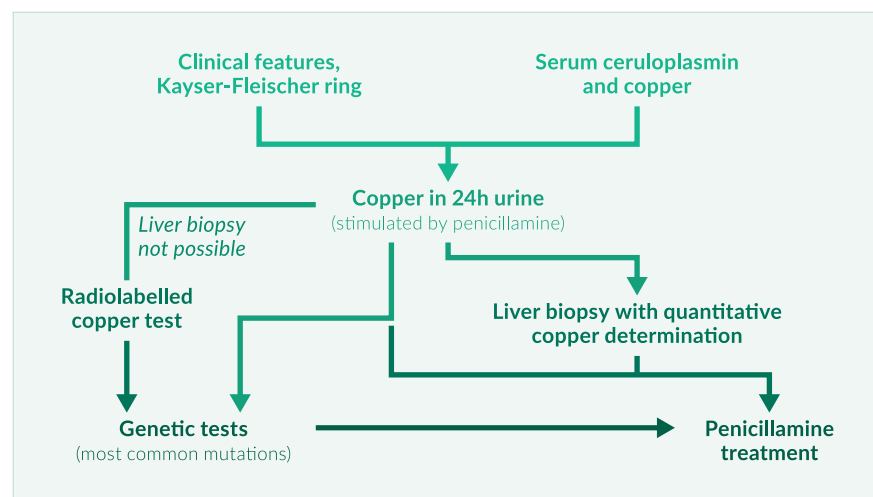 Clinical features,
Kayser-Fleischer ring
Serum ceruloplasmin
and copper
Copper in 24h urine
(stimulated by penicillamine)
Liver biopsy
not possible
Radiolabelled
copper test
Liver biopsy with quantitative
copper determination
Genetic tests
(most common mutations)
Penicillamine
treatment